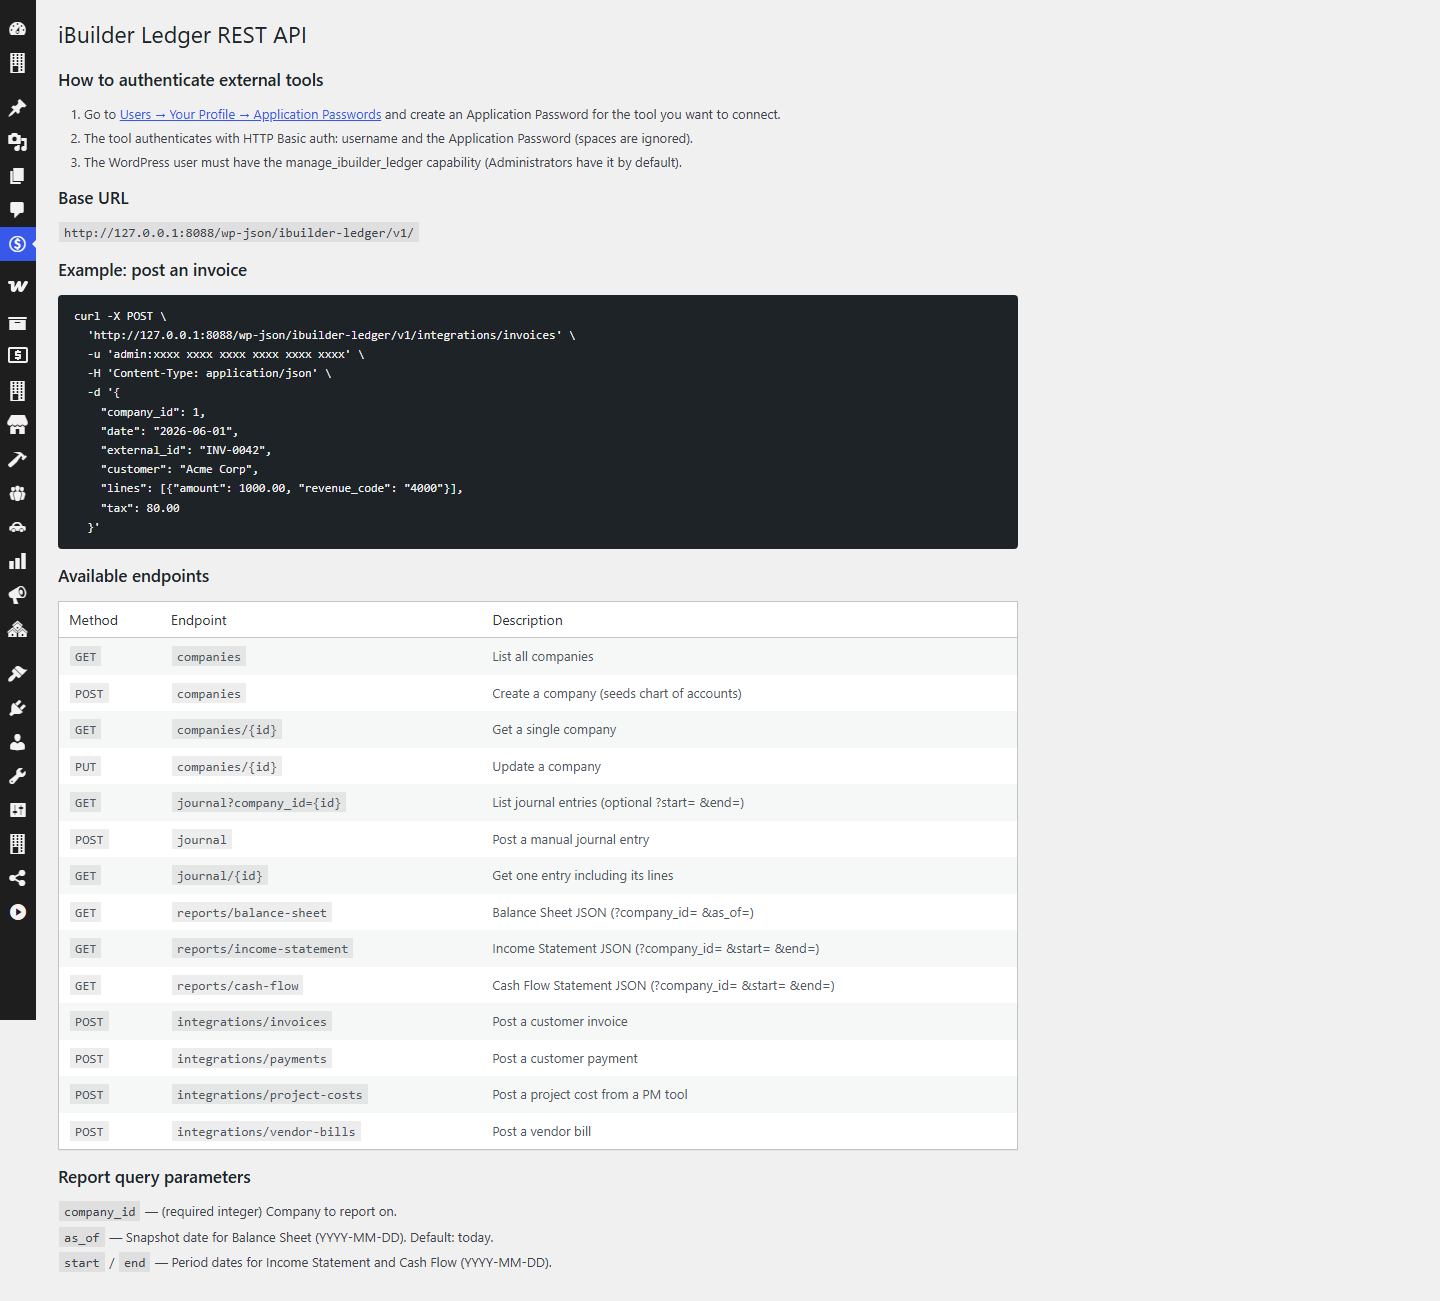 iBuilder Ledger REST API
How to authenticate external tools
1. Go to Users → Your Profile → Application Passwords and create an Application Password for the tool you want to connect.
2. The tool authenticates with HTTP Basic auth: username and the Application Password (spaces are ignored).
3. The WordPress user must have the manage_ibuilder_ledger capability (Administrators have it by default).
Base URL
http://127.0.0.1:8088/wp-json/ibuilder-ledger/v1/
Example: post an invoice
curl -X POST \
  'http://127.0.0.1:8088/wp-json/ibuilder-ledger/v1/integrations/invoices' \
  -u 'admin:xxxx xxxx xxxx xxxx xxxx xxxx' \
  -H 'Content-Type: application/json' \
  -d '{
    "company_id": 1,
    "date": "2026-06-01",
    "external_id": "INV-0042",
    "customer": "Acme Corp",
    "lines": [{"amount": 1000.00, "revenue_code": "4000"}],
    "tax": 80.00
  }'
Available endpoints
Method Endpoint Description
GET companies List all companies
POST companies Create a company (seeds chart of accounts)
GET companies/{id} Get a single company
PUT companies/{id} Update a company
GET journal?company_id={id} List journal entries (optional ?start= &end=)
POST journal Post a manual journal entry
GET journal/{id} Get one entry including its lines
GET reports/balance-sheet Balance Sheet JSON (?company_id= &as_of=)
GET reports/income-statement Income Statement JSON (?company_id= &start= &end=)
GET reports/cash-flow Cash Flow Statement JSON (?company_id= &start= &end=)
POST integrations/invoices Post a customer invoice
POST integrations/payments Post a customer payment
POST integrations/project-costs Post a project cost from a PM tool
POST integrations/vendor-bills Post a vendor bill
Report query parameters
company_id — (required integer) Company to report on.
as_of — Snapshot date for Balance Sheet (YYYY-MM-DD). Default: today.
start / end — Period dates for Income Statement and Cash Flow (YYYY-MM-DD).